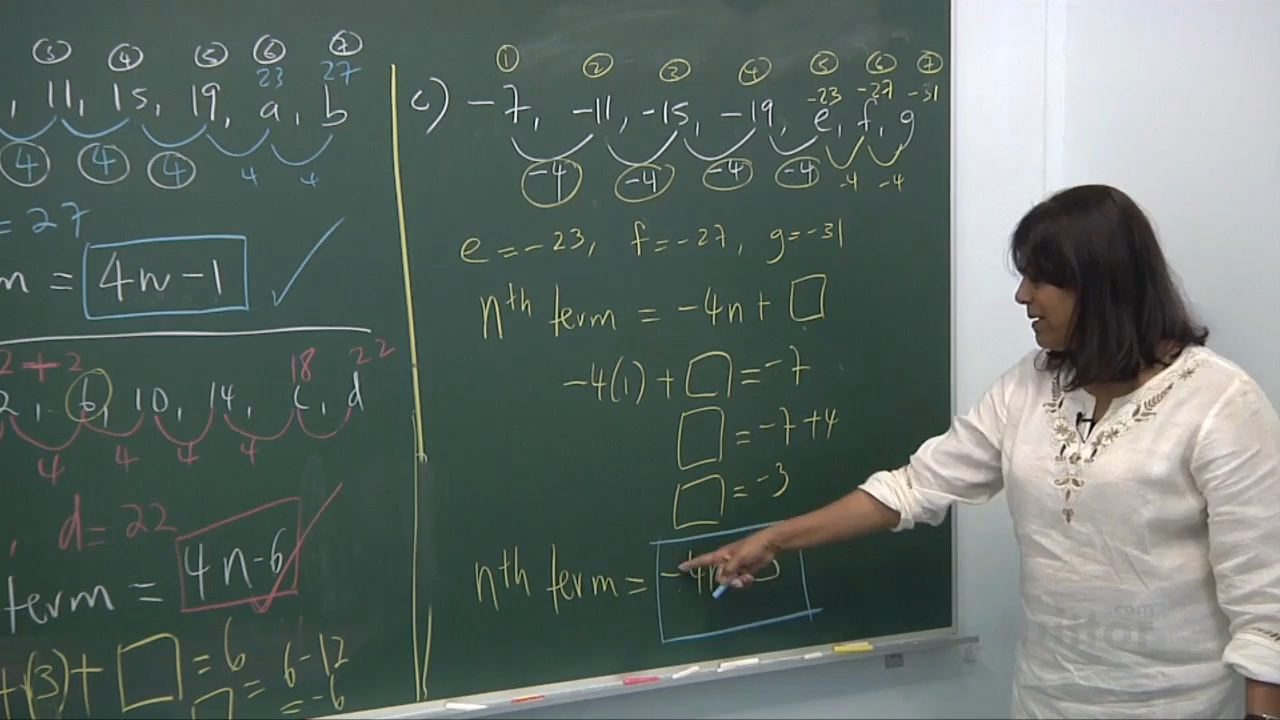 ③ ④ ⑤ ⑥ ⑦
23 27
, 11, 15, 19, a, b
④ ④ ④ 4 4
= 27
= 4n-1
2+2 18 22
2, 6, 10, 14, c, d
4 4 4 4
, d = 22
term = 4n-6
(3) + □ = 6
□ = 6-12
= -6
① ② ③ ④ ⑤ ⑥ ⑦
-23 -27 -31
c) -7, -11, -15, -19, e, f, g
-4 -4 -4 -4 -4 -4
e = -23, f = -27, g = -31
nth term = -4n + □
-4(1) + □ = -7
□ = -7+4
□ = -3
nth term = -4n
.com